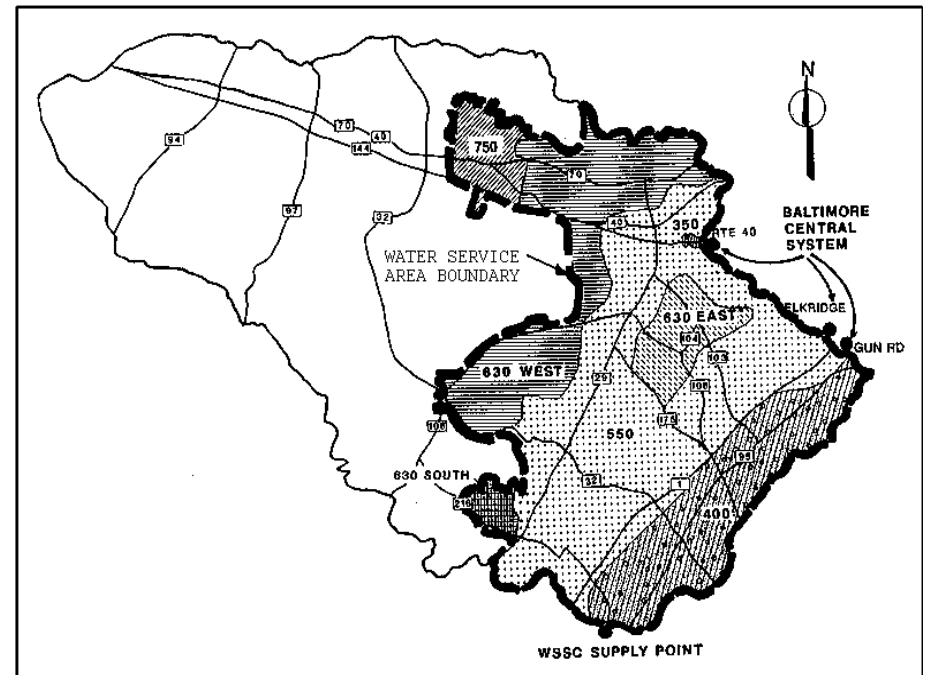 N
94
70
40
144
97
32
750
70
40
350
RTE 40
BALTIMORE
CENTRAL
SYSTEM
WATER SERVICE
AREA BOUNDARY
ELKRIDGE
GUN RD
630 EAST
104
103
630 WEST
29
108
108
550
175
630 SOUTH
216
32
1
95
400
WSSC SUPPLY POINT